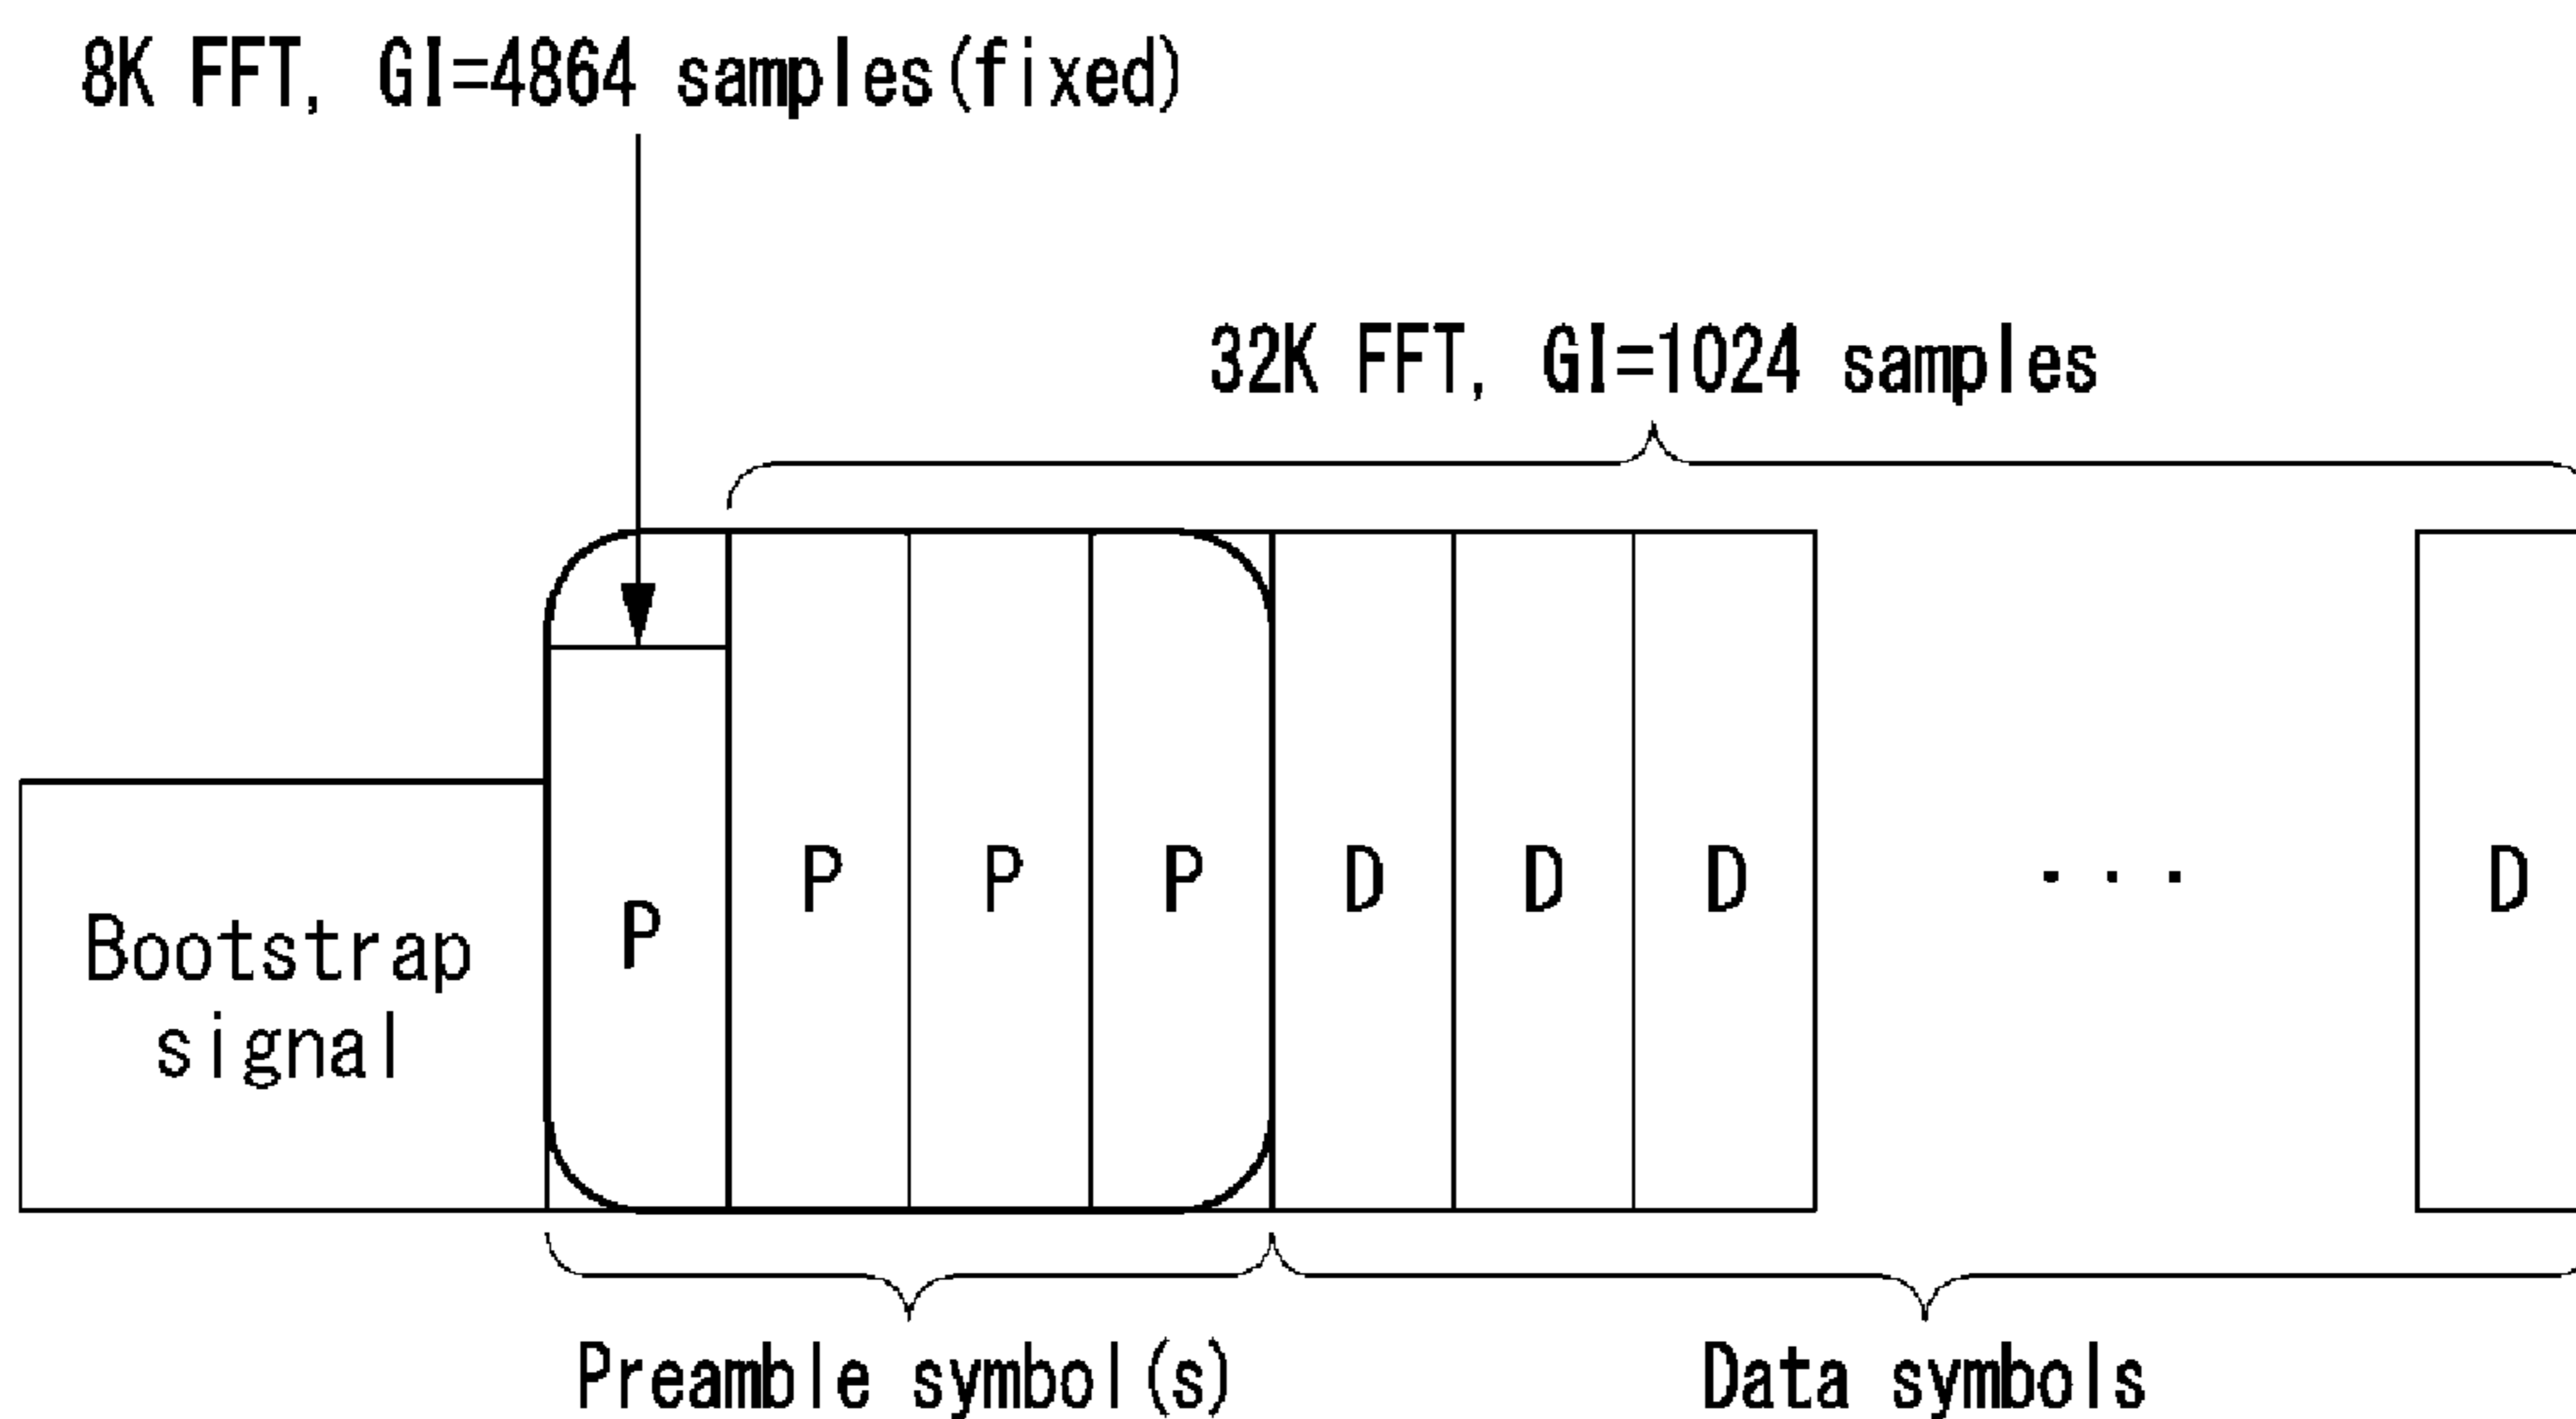 8K FFT, GI=4864 samples(fixed)
32K FFT, GI=1024 samples
P P P P D D D ... D
Bootstrap
signal
Preamble symbol(s)
Data symbols